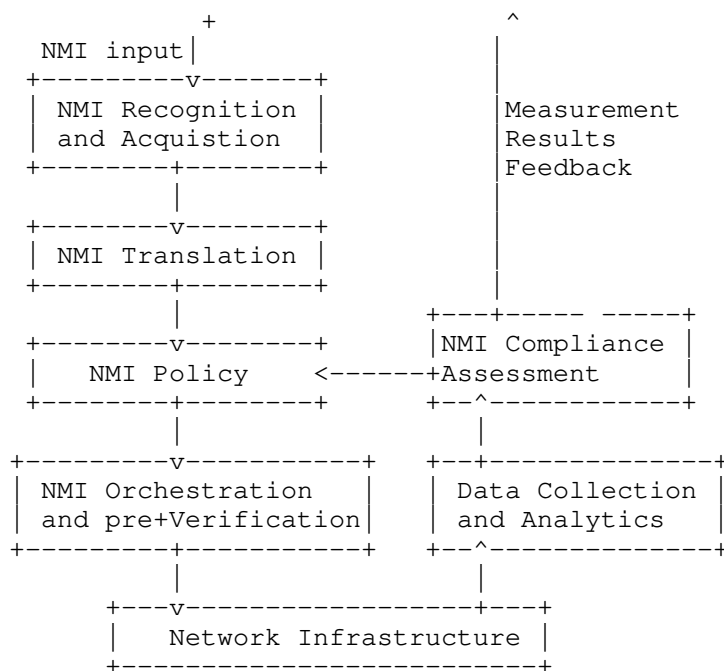 NMI input
NMI Recognition
and Acquistion
Measurement
Results
Feedback
NMI Translation
NMI Policy
NMI Compliance
Assessment
NMI Orchestration
and pre+Verification
Data Collection
and Analytics
Network Infrastructure